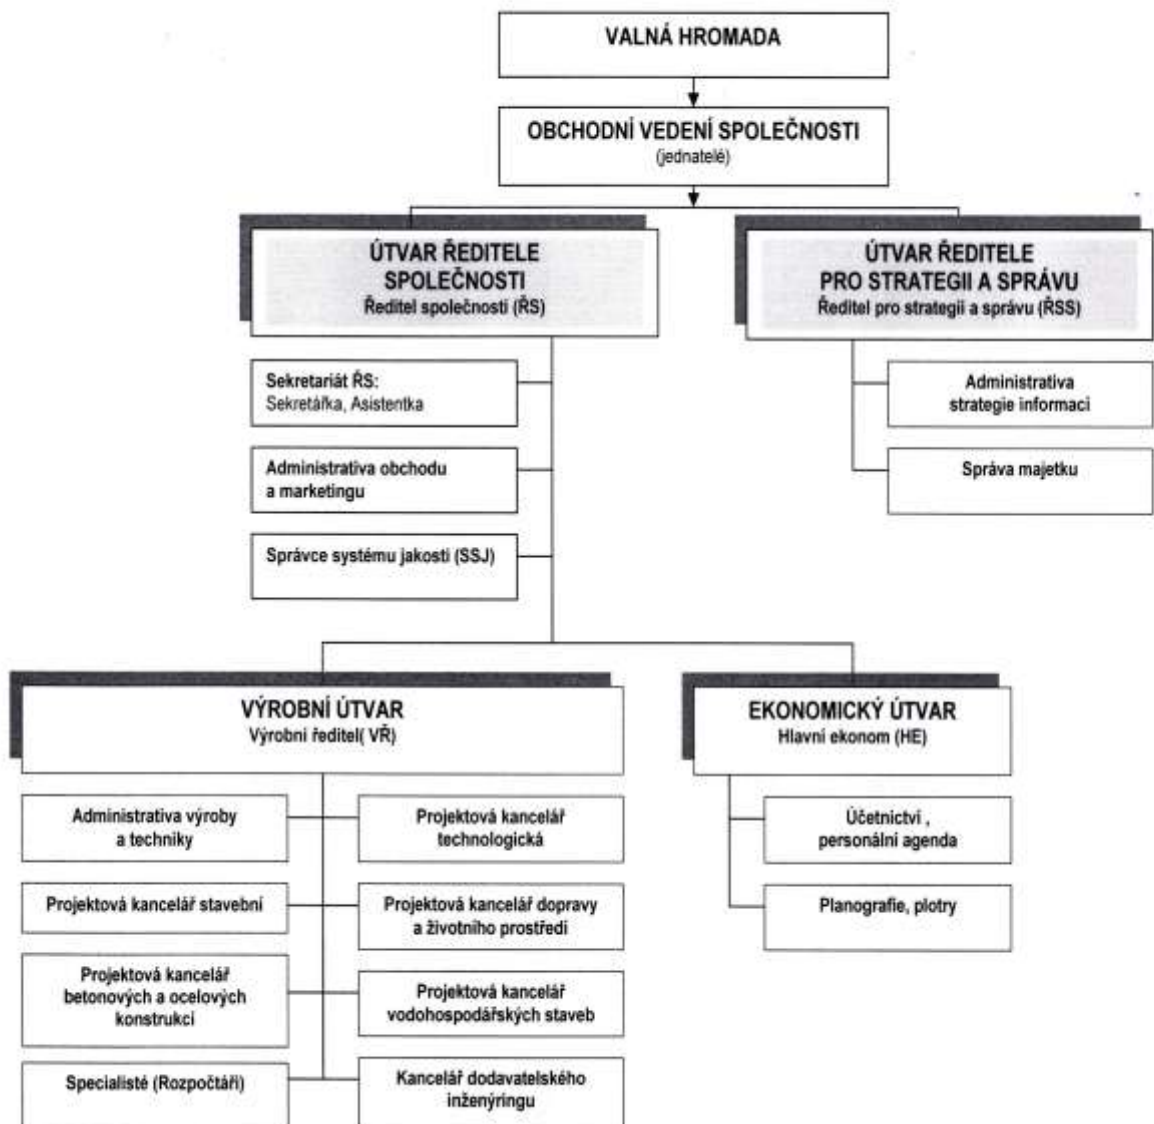 VALNÁ HROMADA
OBCHODNÍ VEDENÍ SPOLEČNOSTI
(jednatelé)
ÚTVAR ŘEDITELE
SPOLEČNOSTI
Ředitel společnosti (ŘS)
ÚTVAR ŘEDITELE
PRO STRATEGII A SPRÁVU
Ředitel pro strategii a správu (ŘSS)
Sekretariát ŘS:
Sekretářka, Asistentka
Administrativa obchodu
a marketingu
Správce systému jakosti (SSJ)
Administrativa
strategie informací
Správa majetku
VÝROBNÍ ÚTVAR
Výrobní ředitel( VŘ)
EKONOMICKÝ ÚTVAR
Hlavní ekonom (HE)
Administrativa výroby
a techniky
Projektová kancelář
technologická
Projektová kancelář stavební
Projektová kancelář dopravy
a životního prostředí
Projektová kancelář
betonových a ocelových
konstrukcí
Projektová kancelář
vodohospodářských staveb
Specialisté (Rozpočtáři)
Kancelář dodavatelského
inženýringu
Účetnictví ,
personální agenda
Planografie, plotry